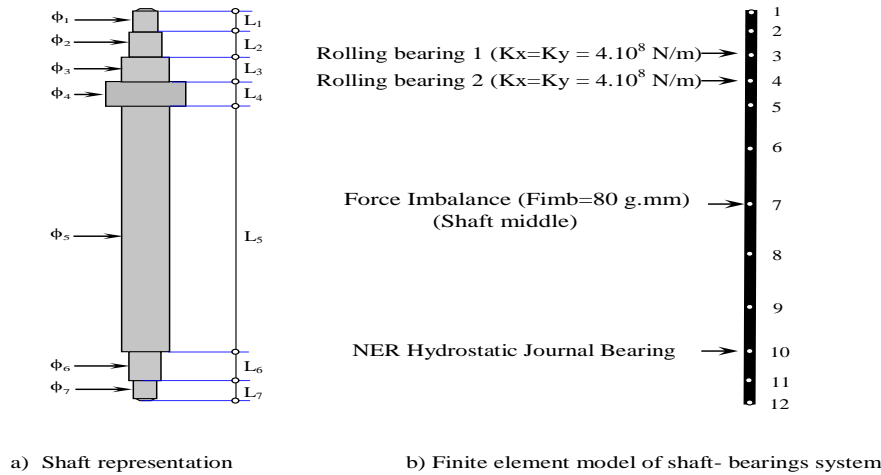 ϕ₁
ϕ₂
ϕ₃
ϕ₄
ϕ₅
ϕ₆
ϕ₇
L₁
L₂
L₃
L₄
L₅
L₆
L₇
Rolling bearing 1 (Kx=Ky = 4.10⁸ N/m)
Rolling bearing 2 (Kx=Ky = 4.10⁸ N/m)
Force Imbalance (Fimb=80 g.mm)
(Shaft middle)
NER Hydrostatic Journal Bearing
1
2
3
4
5
6
7
8
9
10
11
12
a) Shaft representation
b) Finite element model of shaft- bearings system